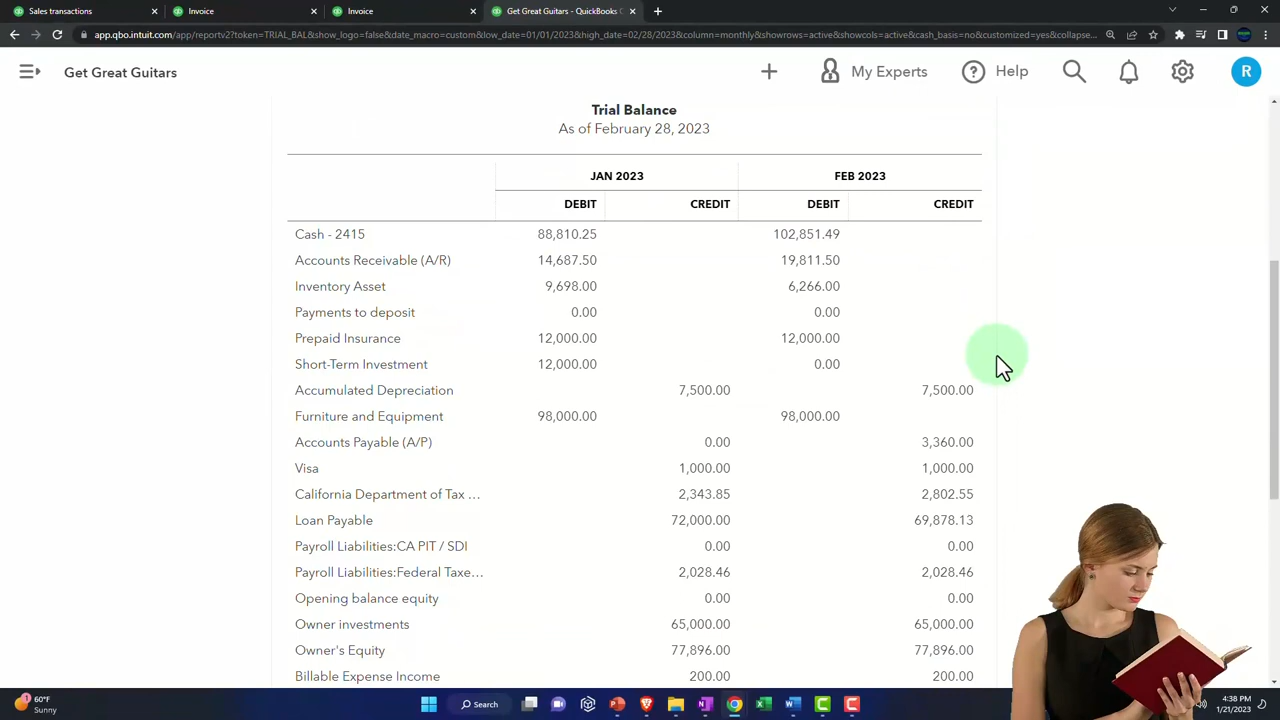 Sales transactions
Invoice
Invoice
Get Great Guitars - QuickBooks O
app.qbo.intuit.com/app/reportv2?token=TRIAL_BAL&show_logo=false&date_macro=custom&low_date=01/01/2023&high_date=02/28/2023&column=monthly&showrows=active&showcols=active&cash_basis=no&customized=yes&collapse...
Get Great Guitars
My Experts
Help
R
Trial Balance
As of February 28, 2023
JAN 2023 FEB 2023
DEBIT CREDIT DEBIT CREDIT
Cash - 2415 88,810.25 102,851.49
Accounts Receivable (A/R) 14,687.50 19,811.50
Inventory Asset 9,698.00 6,266.00
Payments to deposit 0.00 0.00
Prepaid Insurance 12,000.00 12,000.00
Short-Term Investment 12,000.00 0.00
Accumulated Depreciation 7,500.00 7,500.00
Furniture and Equipment 98,000.00 98,000.00
Accounts Payable (A/P) 0.00 3,360.00
Visa 1,000.00 1,000.00
California Department of Tax ... 2,343.85 2,802.55
Loan Payable 72,000.00 69,878.13
Payroll Liabilities:CA PIT / SDI 0.00 0.00
Payroll Liabilities:Federal Taxe... 2,028.46 2,028.46
Opening balance equity 0.00 0.00
Owner investments 65,000.00 65,000.00
Owner's Equity 77,896.00 77,896.00
Billable Expense Income 200.00 200.00
60°F
Sunny
Search
4:38 PM
1/21/2023